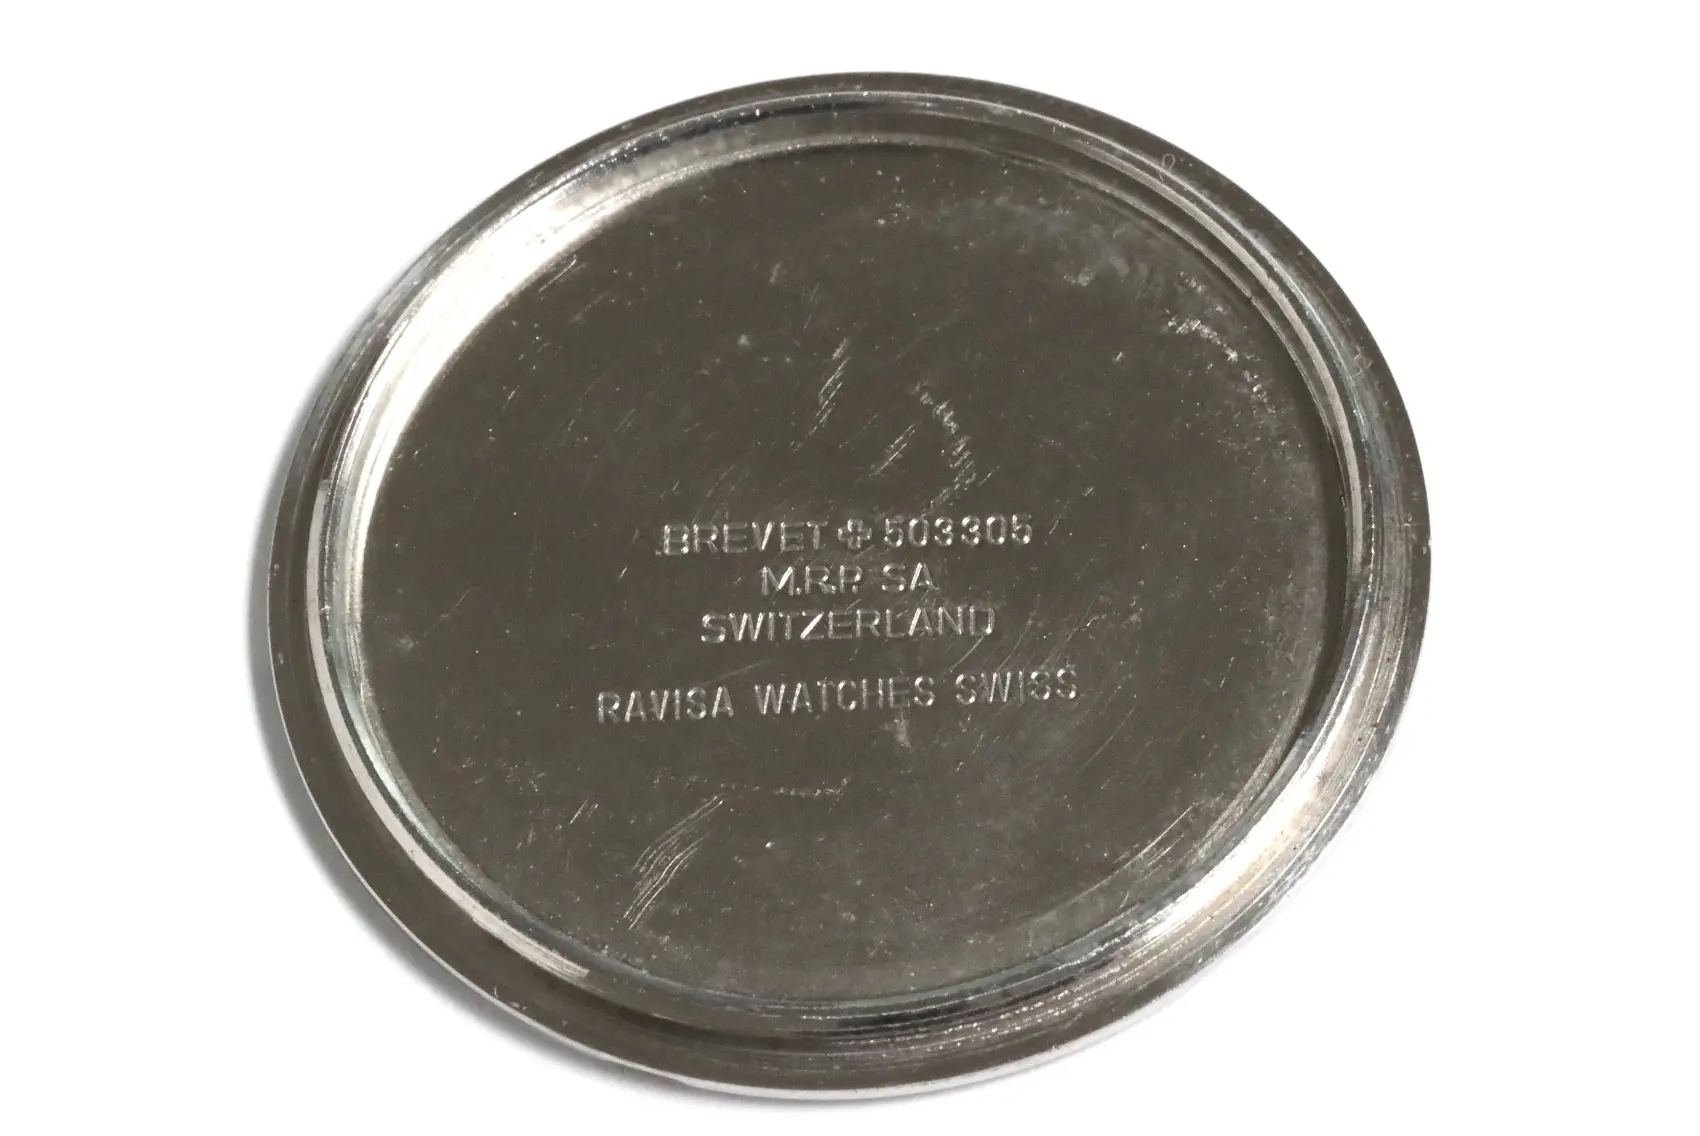 BREVET ✚ 503305
M.R.P. SA
SWITZERLAND
RAVISA WATCHES SWISS